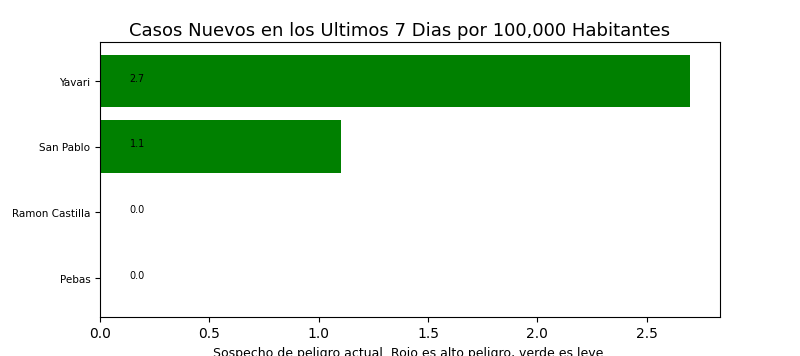 Casos Nuevos en los Ultimos 7 Dias por 100,000 Habitantes
Yavari
2.7
San Pablo
1.1
Ramon Castilla
0.0
Pebas
0.0
0.0 0.5 1.0 1.5 2.0 2.5
Sospecho de peligro actual. Rojo es alto peligro, verde es leve